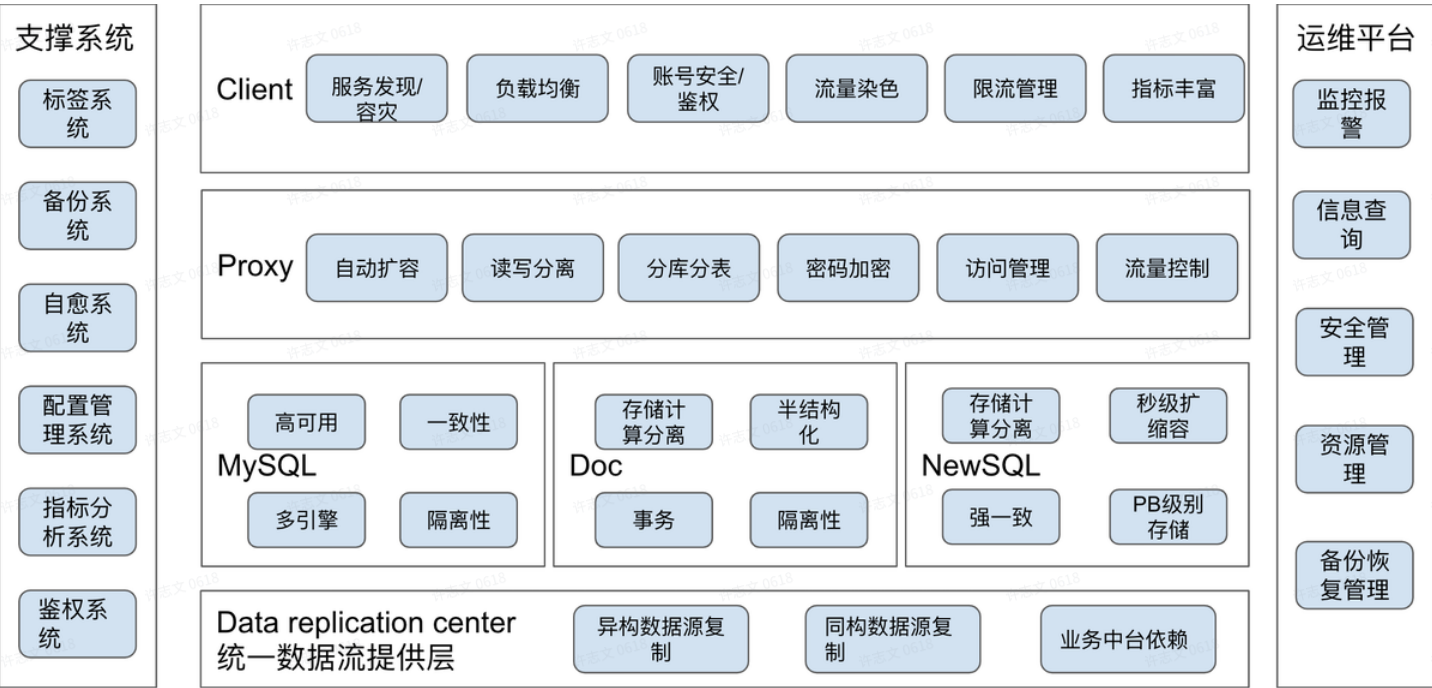 支撑系统
标签系
统
备份系
统
自愈系
统
配置管
理系统
指标分
析系统
鉴权系
统
Client
服务发现/
容灾
负载均衡
账号安全/
鉴权
流量染色
限流管理
指标丰富
Proxy
自动扩容
读写分离
分库分表
密码加密
访问管理
流量控制
MySQL
高可用
一致性
多引擎
隔离性
Doc
存储计
算分离
半结构
化
事务
隔离性
NewSQL
存储计
算分离
秒级扩
缩容
强一致
PB级别
存储
Data replication center
统一数据流提供层
异构数据源复
制
同构数据源复
制
业务中台依赖
运维平台
监控报
警
信息查
询
安全管
理
资源管
理
备份恢
复管理
许志文 0618